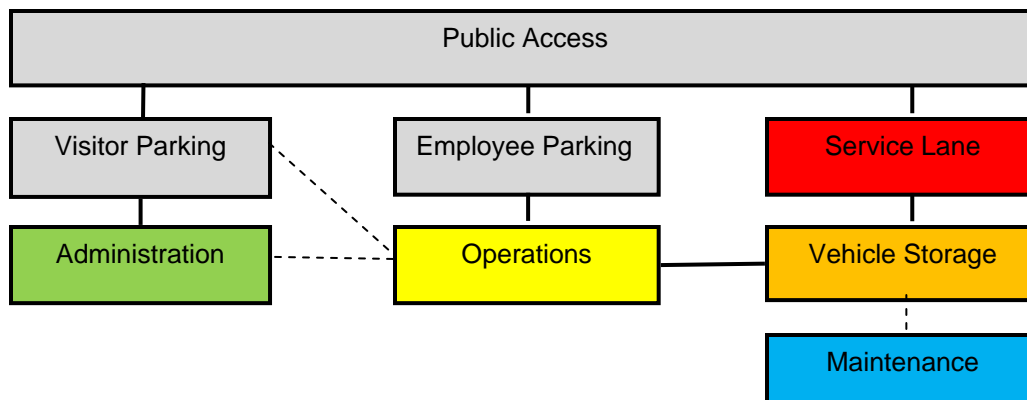 Public Access
Visitor Parking
Employee Parking
Service Lane
Administration
Operations
Vehicle Storage
Maintenance